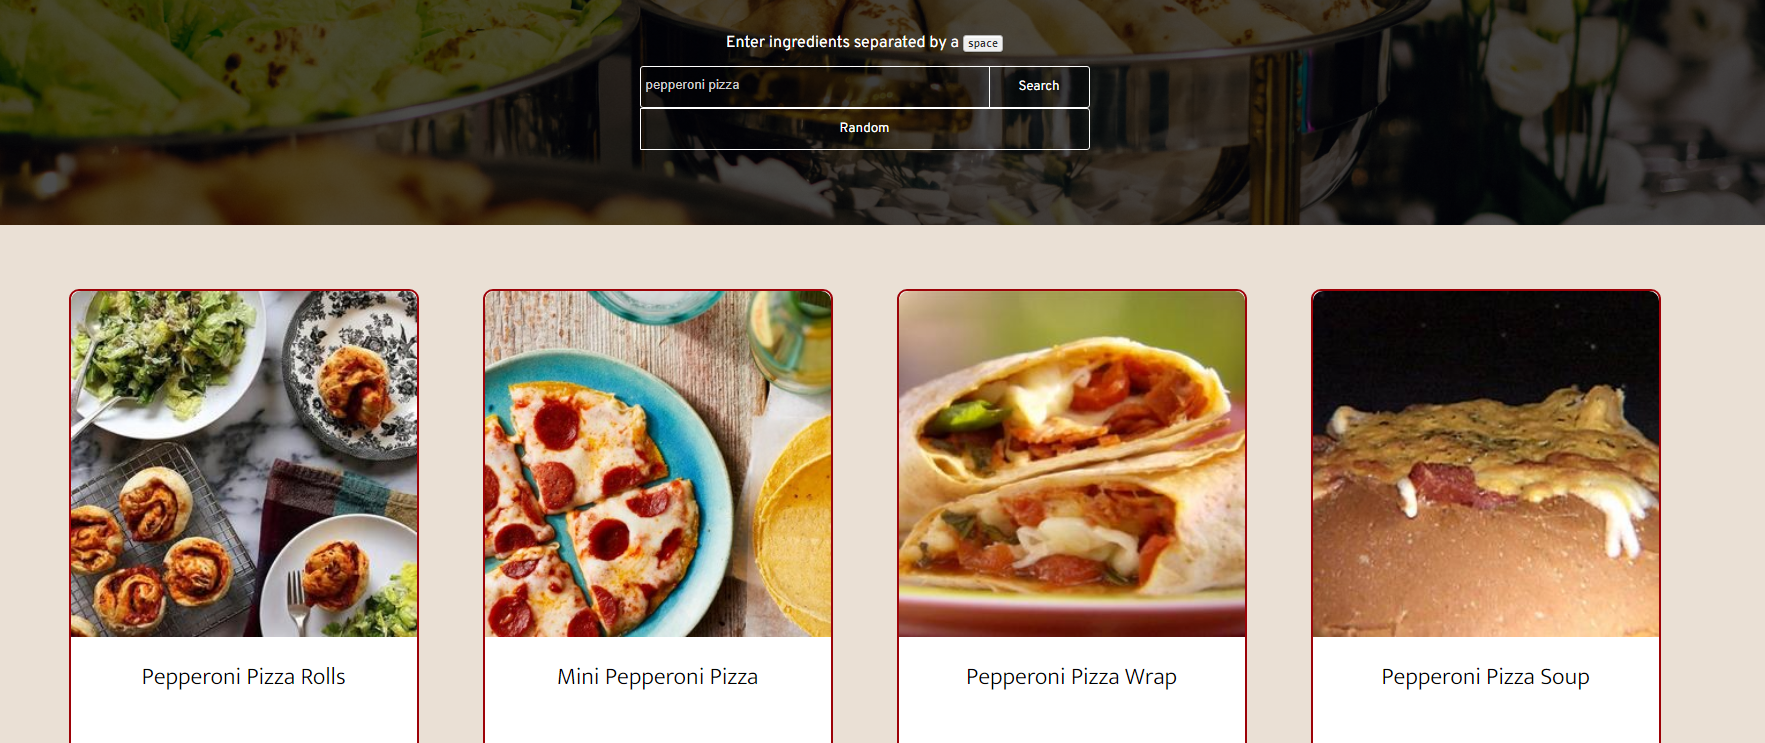 Enter ingredients separated by a space
pepperoni pizza
Search
Random
Pepperoni Pizza Rolls
Mini Pepperoni Pizza
Pepperoni Pizza Wrap
Pepperoni Pizza Soup